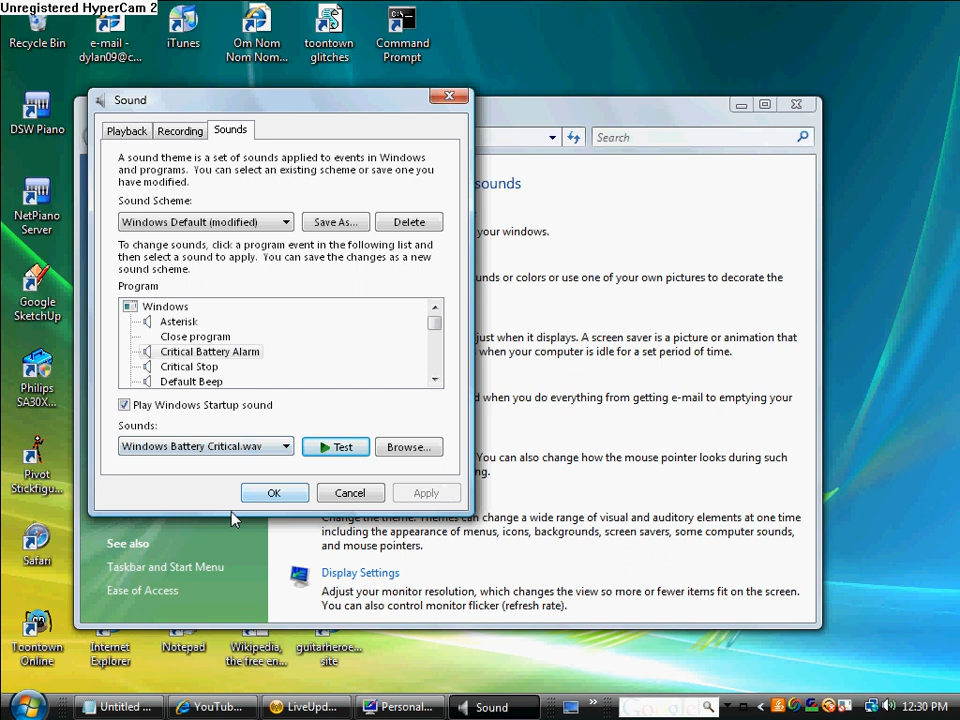 Unregistered HyperCam 2
Recycle Bin
e-mail -
dylan09@c...
iTunes
Om Nom
Nom Nom...
toontown
glitches
Command
Prompt
DSW Piano
NetPiano
Server
Google
SketchUp
Philips
SA30X...
Pivot
Stickfigu...
Safari
Toontown
Online
Internet
Explorer
Notepad
Wikipedia,
the free en...
guitarheroe...
site
Sound
Playback
Recording
Sounds
A sound theme is a set of sounds applied to events in Windows
and programs. You can select an existing scheme or save one you
have modified.
Sound Scheme:
Windows Default (modified)
Save As...
Delete
To change sounds, click a program event in the following list and
then select a sound to apply. You can save the changes as a new
sound scheme.
Program
Windows
Asterisk
Close program
Critical Battery Alarm
Critical Stop
Default Beep
Play Windows Startup sound
Sounds:
Windows Battery Critical.wav
Test
Browse...
OK
Cancel
Apply
Search
sounds
your windows.
unds or colors or use one of your own pictures to decorate the
just when it displays. A screen saver is a picture or animation that
when your computer is idle for a set period of time.
d when you do everything from getting e-mail to emptying your
You can also change how the mouse pointer looks during such
ng.
Change the theme. Themes can change a wide range of visual and auditory elements at one time
including the appearance of menus, icons, backgrounds, screen savers, some computer sounds,
and mouse pointers.
Display Settings
Adjust your monitor resolution, which changes the view so more or fewer items fit on the screen.
You can also control monitor flicker (refresh rate).
See also
Taskbar and Start Menu
Ease of Access
Untitled ...
YouTub...
LiveUpd...
Personal...
Sound
Google
12:30 PM